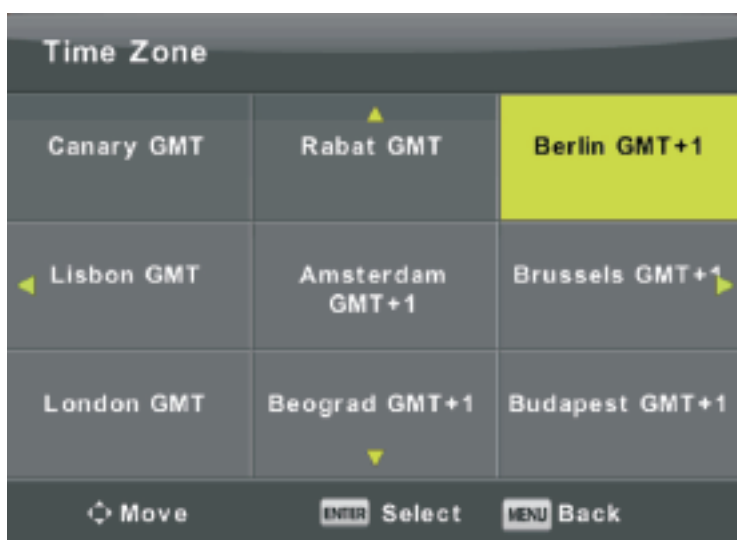 Time Zone
Canary GMT
Rabat GMT
Berlin GMT+1
Lisbon GMT
Amsterdam
GMT+1
Brussels GMT+1
London GMT
Beograd GMT+1
Budapest GMT+1
Move
ENTER Select
MENU Back